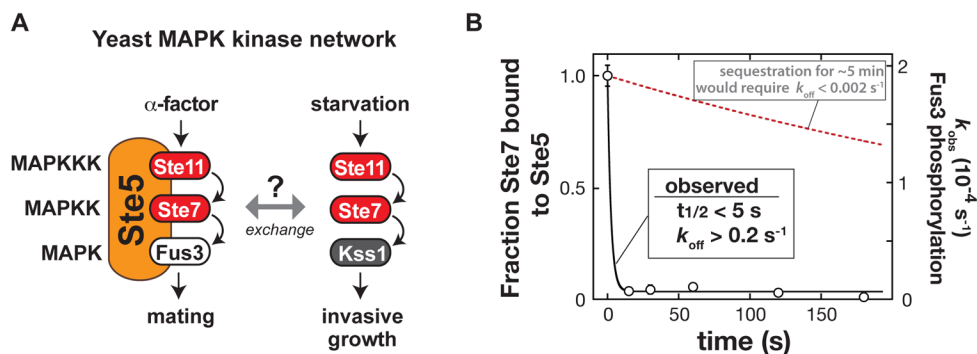 A
Yeast MAPK kinase network
α-factor
starvation
MAPKKK
Ste11
Ste11
MAPKK
Ste7
Ste7
MAPK
Fus3
Kss1
Ste5
?
exchange
mating
invasive
growth
B
Fraction Ste7 bound
to Ste5
1.0
0.5
0
sequestration for ~5 min
would require koff < 0.002 s-1
observed
t1/2 < 5 s
koff > 0.2 s-1
2
1
0
kobs (10-4 s-1)
Fus3 phosphorylation
0 50 100 150
time (s)